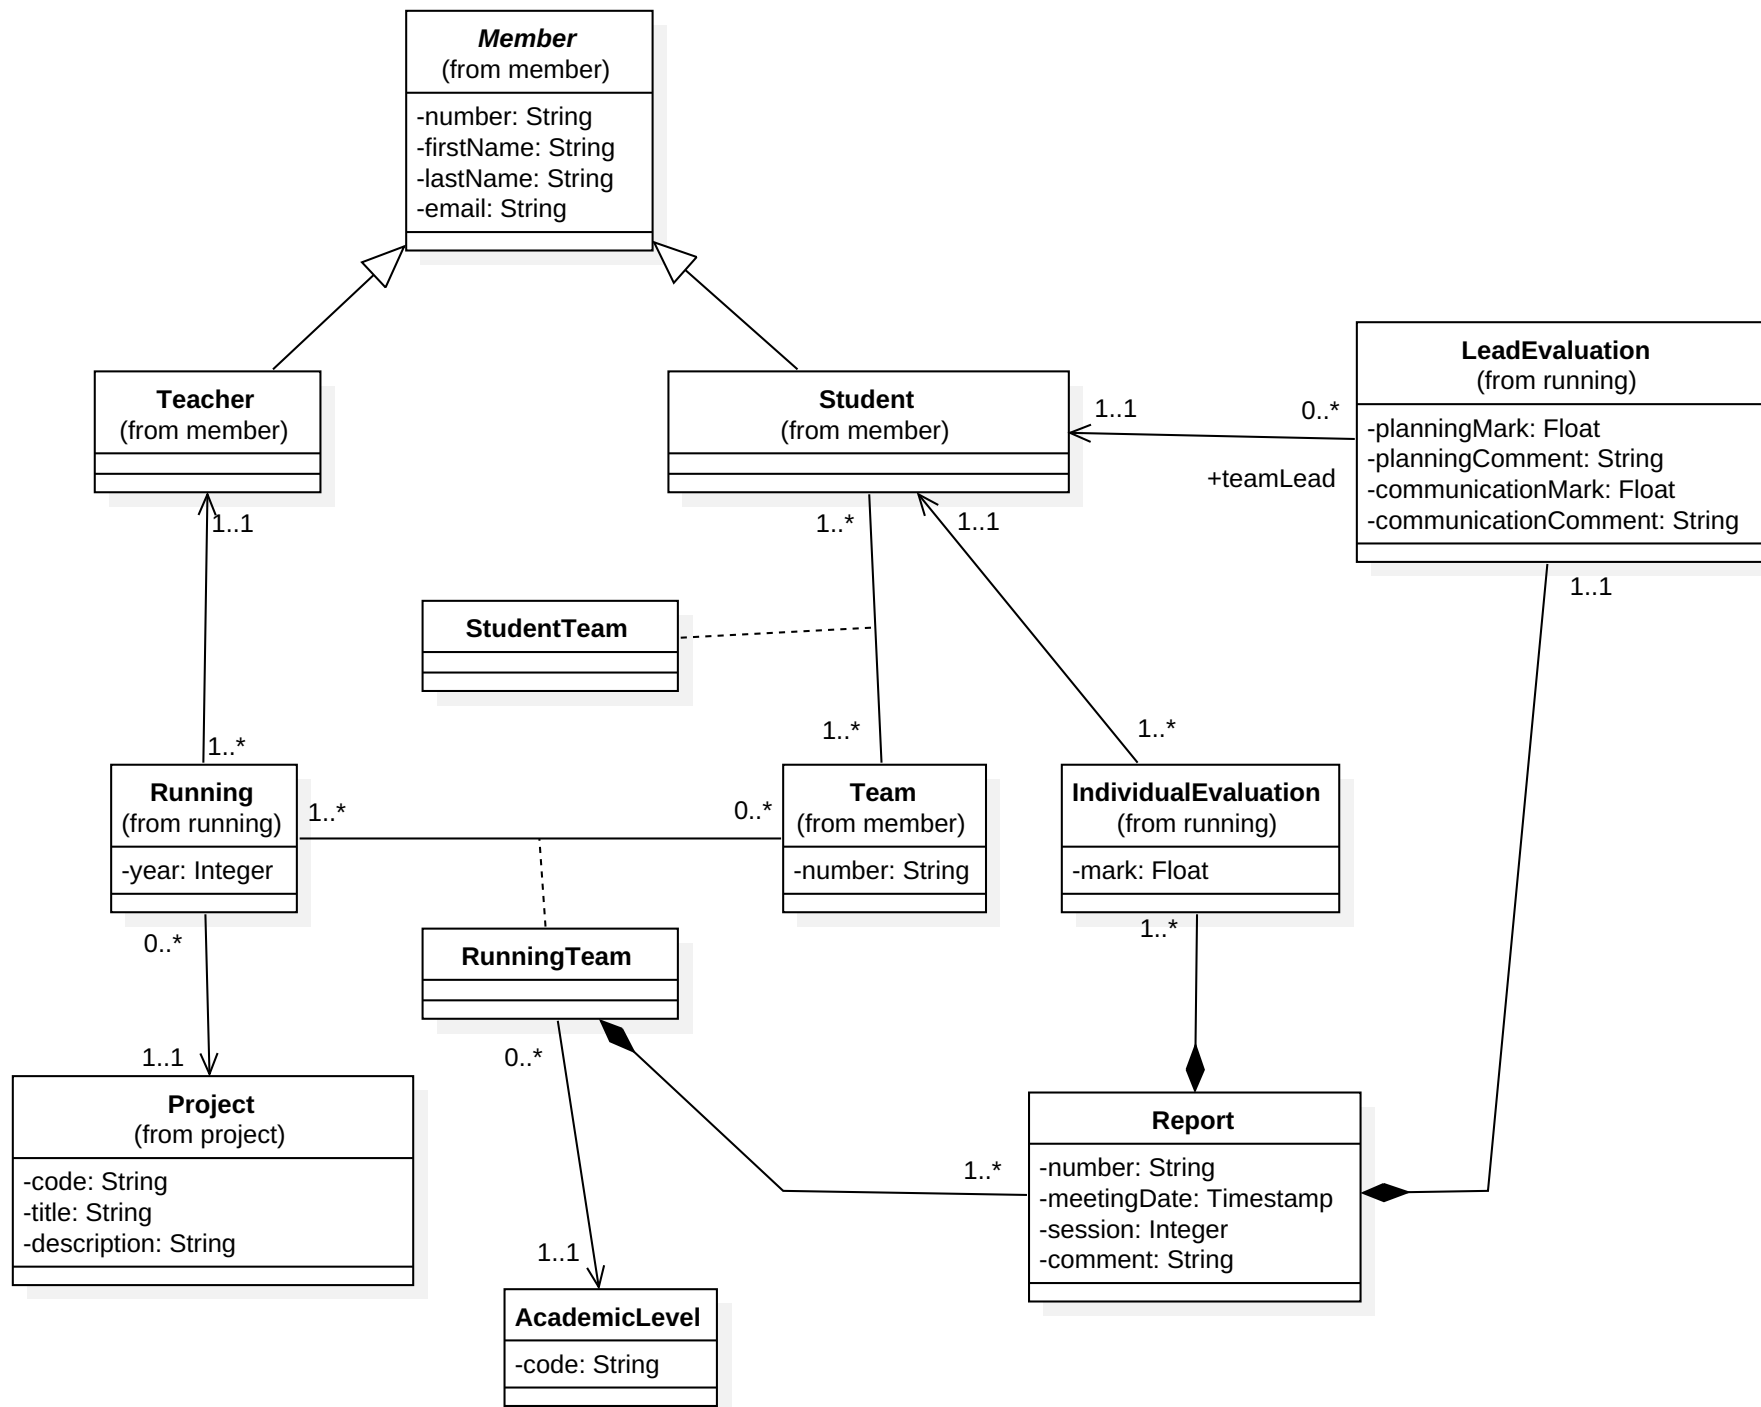 Member
(from member)
-number: String
-firstName: String
-lastName: String
-email: String
Teacher
(from member)
Student
(from member)
LeadEvaluation
(from running)
-planningMark: Float
-planningComment: String
-communicationMark: Float
-communicationComment: String
1..1
0..*
+teamLead
1..1
1..*
1..1
1..1
StudentTeam
1..*
1..*
1..*
Running
(from running)
-year: Integer
1..*
0..*
Team
(from member)
-number: String
IndividualEvaluation
(from running)
-mark: Float
0..*
1..*
RunningTeam
0..*
1..1
Project
(from project)
-code: String
-title: String
-description: String
1..*
Report
-number: String
-meetingDate: Timestamp
-session: Integer
-comment: String
1..1
AcademicLevel
-code: String